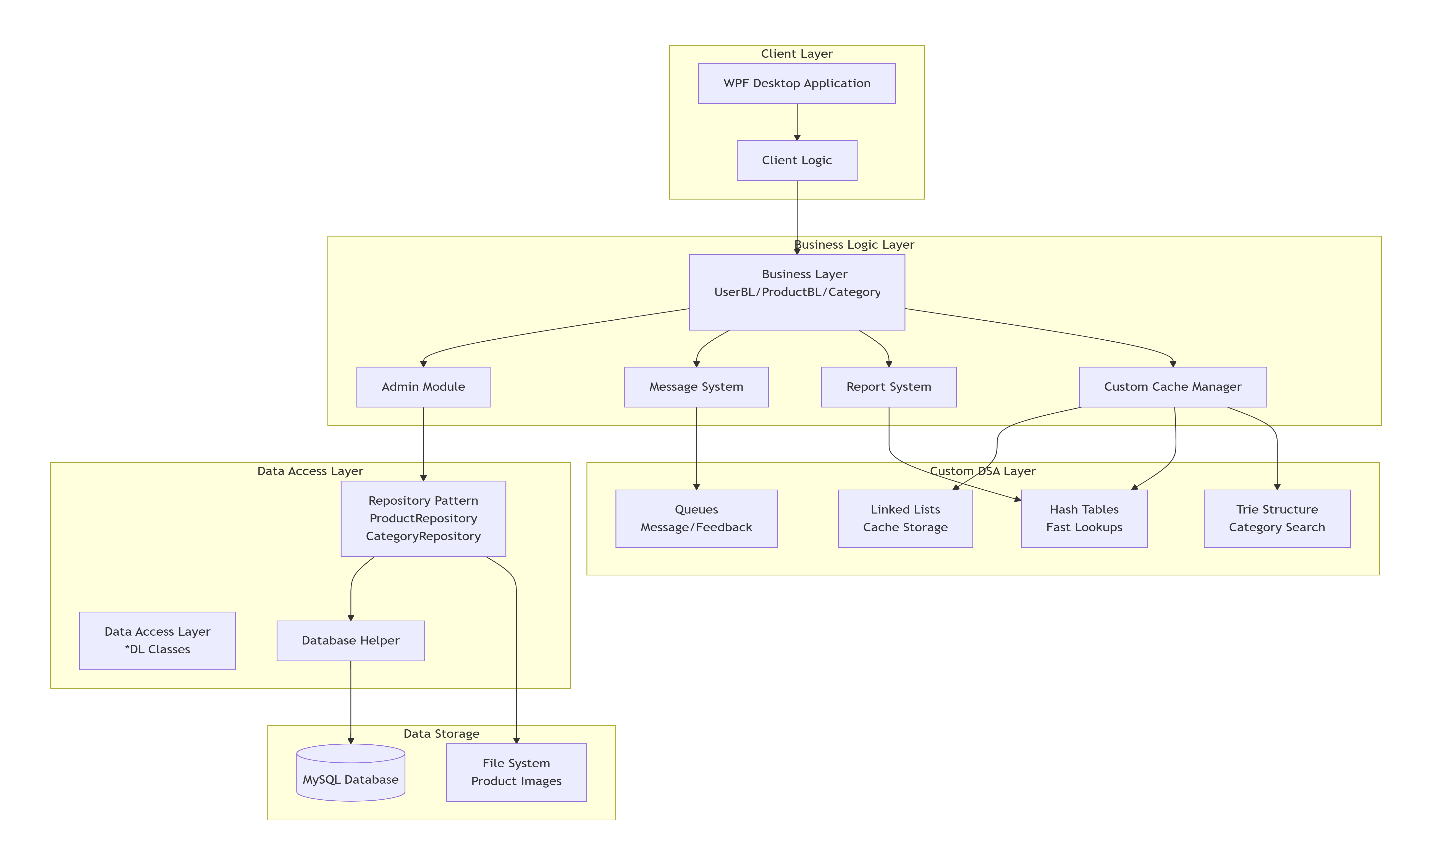 Client Layer
WPF Desktop Application
Client Logic
Business Logic Layer
Business Layer
UserBL/ProductBL/Category
Admin Module
Message System
Report System
Custom Cache Manager
Data Access Layer
Repository Pattern
ProductRepository
CategoryRepository
Data Access Layer
*DL Classes
Database Helper
Custom DSA Layer
Queues
Message/Feedback
Linked Lists
Cache Storage
Hash Tables
Fast Lookups
Trie Structure
Category Search
Data Storage
MySQL Database
File System
Product Images